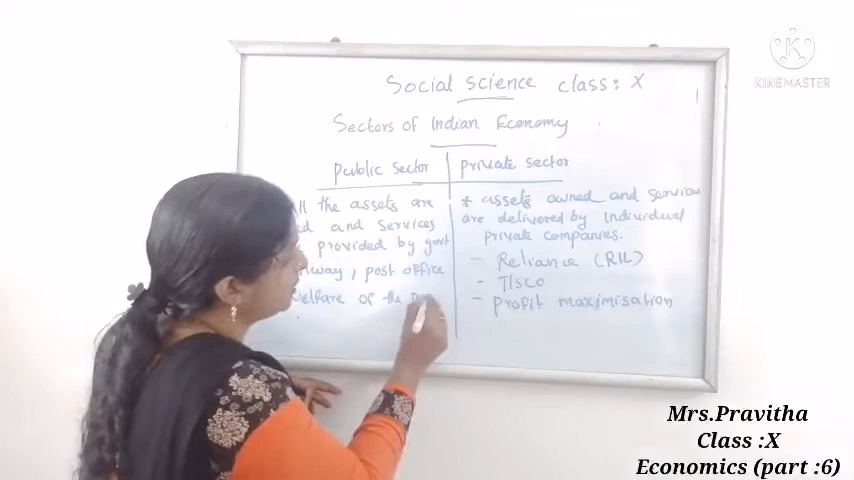 KINEMASTER
Social science class: X
Sectors of Indian Economy
public sector private sector
the assets are
and services
provided by govt
, post office
welfare of the
* assets owned and services
are delivered by individual
private companies.
- Reliance (RIL)
- TISCO
- profit maximisation
Mrs.Pravitha
Class :X
Economics (part :6)